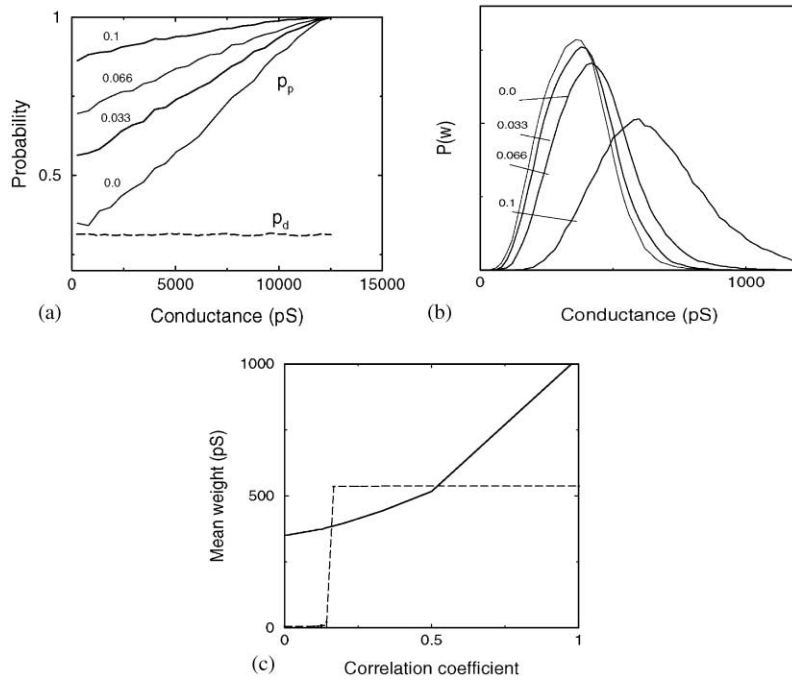 1
0.1
0.066
0.033
0.0
0.5
Probability
p_p
p_d
0 5000 10000 15000
(a) Conductance (pS)
P(w)
0.0
0.033
0.066
0.1
0 1000
(b) Conductance (pS)
1000
500
0
Mean weight (pS)
0 0.5 1
(c) Correlation coefficient